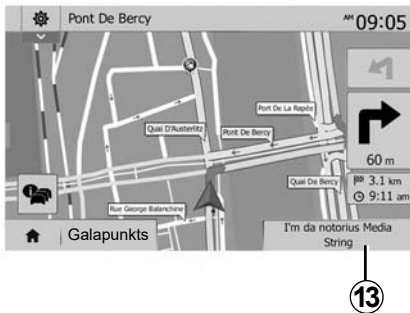 Pont De Bercy
AM 09:05
Port De La Rapée
Quai D'Austerlitz
Pont De Bercy
60 m
Quai De Bercy
3.1 km
9:11 am
Rue George Balanchine
Galapunkts
I'm da notorius Media
String
13